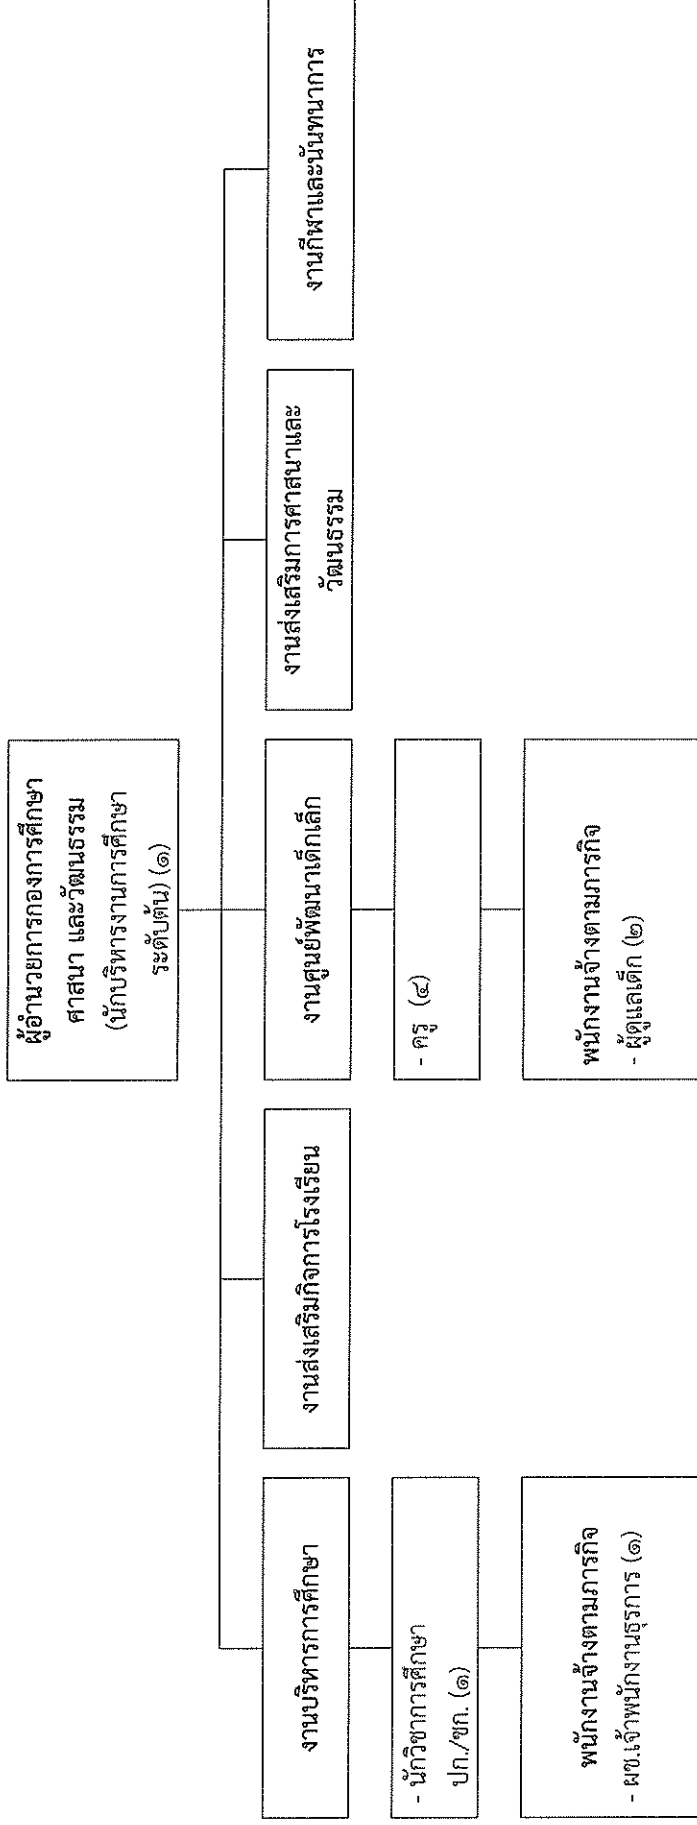 ผู้อำนวยการกองการศึกษา
ศาสนา และวัฒนธรรม
(นักบริหารงานการศึกษา
ระดับต้น) (๑)
งานบริหารการศึกษา
- นักวิชาการศึกษา
ปก./ชก. (๑)
พนักงานจ้างตามภารกิจ
- ผช.เจ้าพนักงานธุรการ (๑)
งานส่งเสริมกิจการโรงเรียน
งานศูนย์พัฒนาเด็กเล็ก
- ครู (๔)
พนักงานจ้างตามภารกิจ
- ผู้ดูแลเด็ก (๒)
งานส่งเสริมการศาสนาและ
วัฒนธรรม
งานกีฬาและนันทนาการ